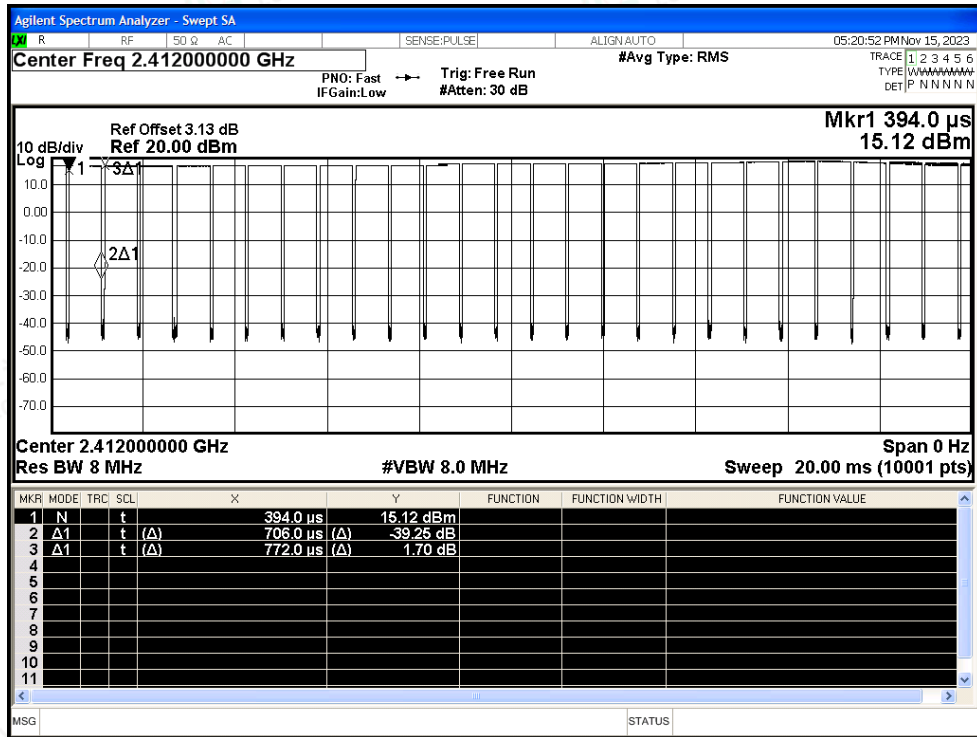 Agilent Spectrum Analyzer - Swept SA
LXI R RF 50 Ω AC SENSE:PULSE ALIGN AUTO 05:20:52 PM Nov 15, 2023
Center Freq 2.412000000 GHz
PNO: Fast
IFGain:Low
Trig: Free Run
#Atten: 30 dB
#Avg Type: RMS
TRACE 1 2 3 4 5 6
TYPE
DET P N N N N N
Mkr1 394.0 µs
15.12 dBm
Ref Offset 3.13 dB
10 dB/div Ref 20.00 dBm
Log
1 3Δ1
10.0
0.00
-10.0
2Δ1
-20.0
-30.0
-40.0
-50.0
-60.0
-70.0
Center 2.412000000 GHz Span 0 Hz
Res BW 8 MHz #VBW 8.0 MHz Sweep 20.00 ms (10001 pts)
MKR MODE TRC SCL X Y FUNCTION FUNCTION WIDTH FUNCTION VALUE
1 N t 394.0 µs 15.12 dBm
2 Δ1 t (Δ) 706.0 µs (Δ) -39.25 dB
3 Δ1 t (Δ) 772.0 µs (Δ) 1.70 dB
4
5
6
7
8
9
10
11
MSG STATUS